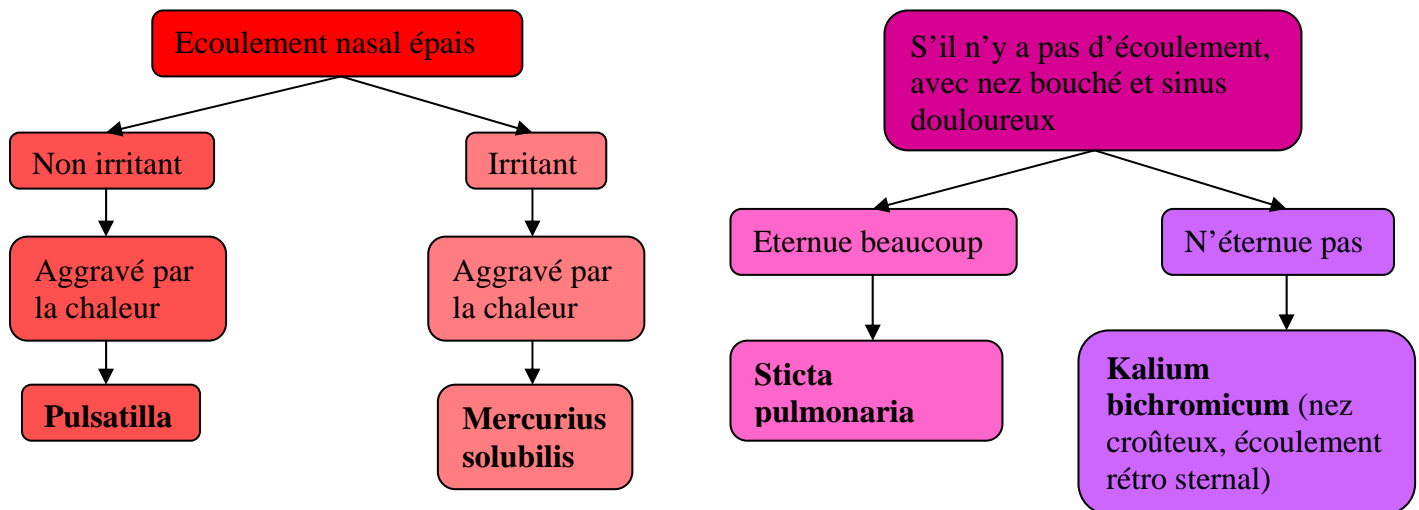 Ecoulement nasal épais
Non irritant
Irritant
Aggravé par
la chaleur
Aggravé par
la chaleur
Pulsatilla
Mercurius
solubilis
S’il n’y a pas d’écoulement,
avec nez bouché et sinus
douloureux
Eternue beaucoup
N’éternue pas
Sticta
pulmonaria
Kalium
bichromicum (nez
croûteux, écoulement
rétro sternal)